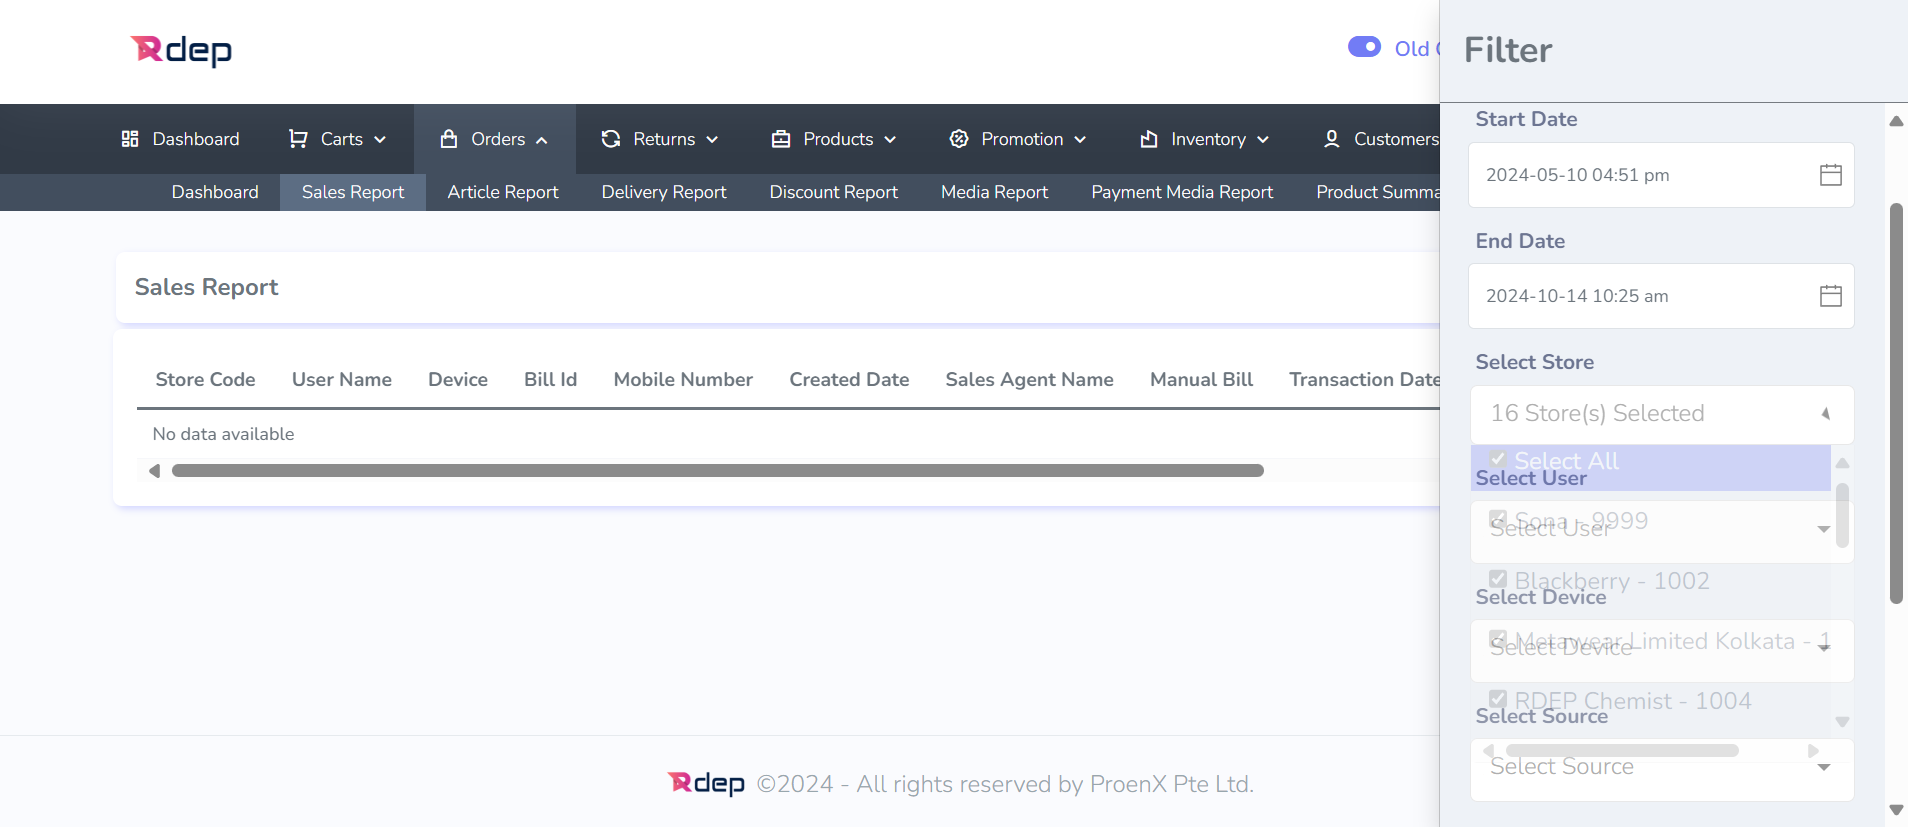 Rdep
Old
Filter
Dashboard Carts Orders Returns Products Promotion Inventory Customers
Dashboard Sales Report Article Report Delivery Report Discount Report Media Report Payment Media Report Product Summa
Start Date
2024-05-10 04:51 pm
End Date
2024-10-14 10:25 am
Sales Report
Store Code User Name Device Bill Id Mobile Number Created Date Sales Agent Name Manual Bill Transaction Date
No data available
Select Store
16 Store(s) Selected
Select All
Select User
Sona - 9999
Select User
Blackberry - 1002
Select Device
Metawear Limited Kolkata - 1
Select Device
RDEP Chemist - 1004
Select Source
Select Source
Rdep ©2024 - All rights reserved by ProenX Pte Ltd.